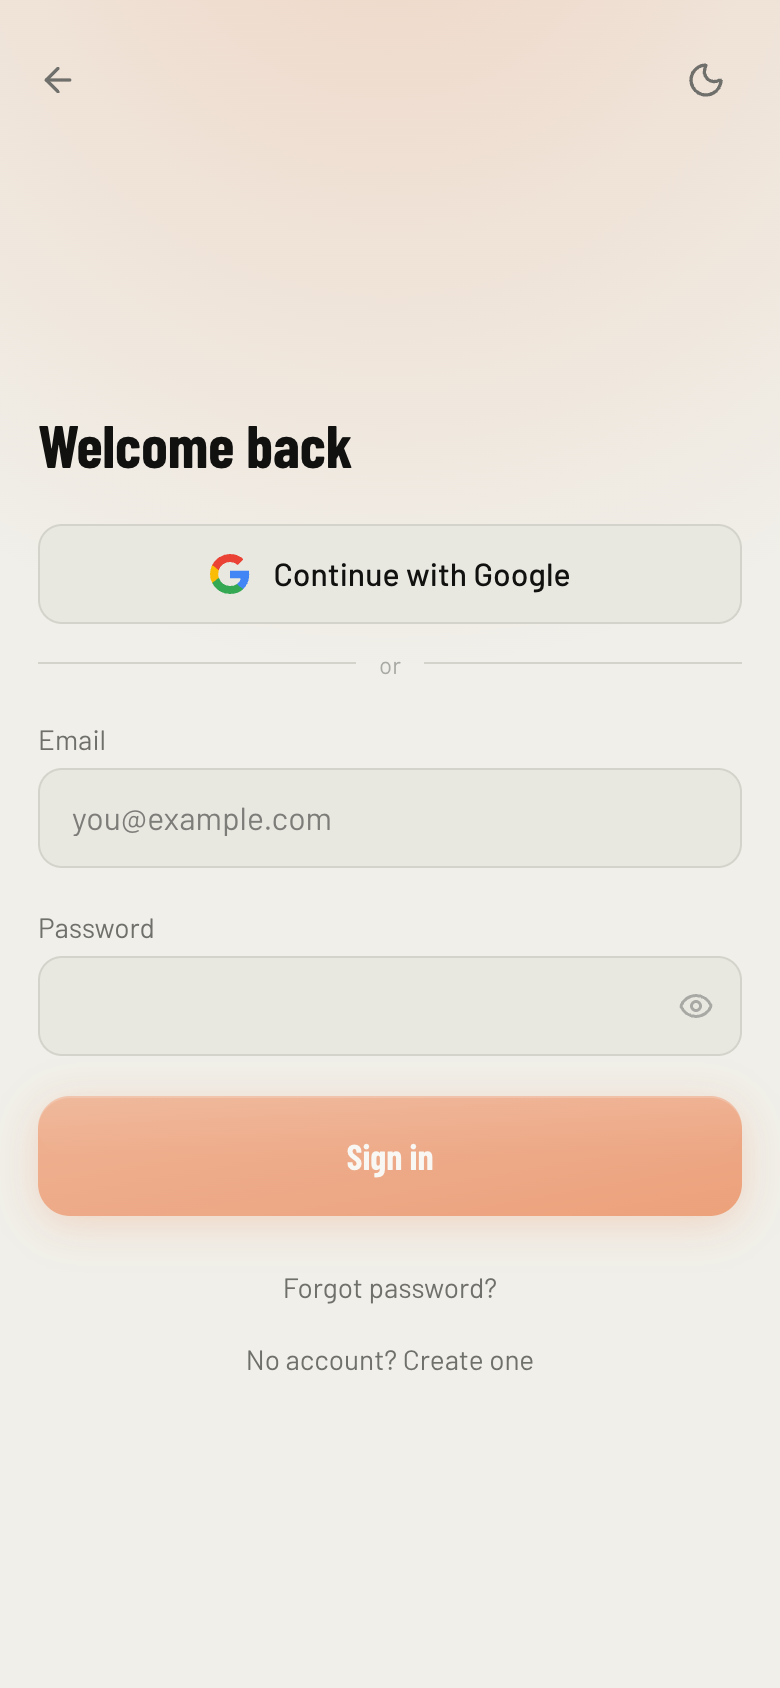 Welcome back
Continue with Google
or
Email
you@example.com
Password
Sign in
Forgot password?
No account? Create one